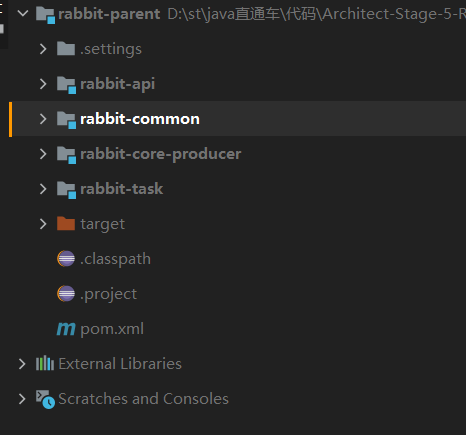 rabbit-parent D:\st\java直通车\代码\Architect-Stage-5-R
.settings
rabbit-api
rabbit-common
rabbit-core-producer
rabbit-task
target
.classpath
.project
pom.xml
External Libraries
Scratches and Consoles